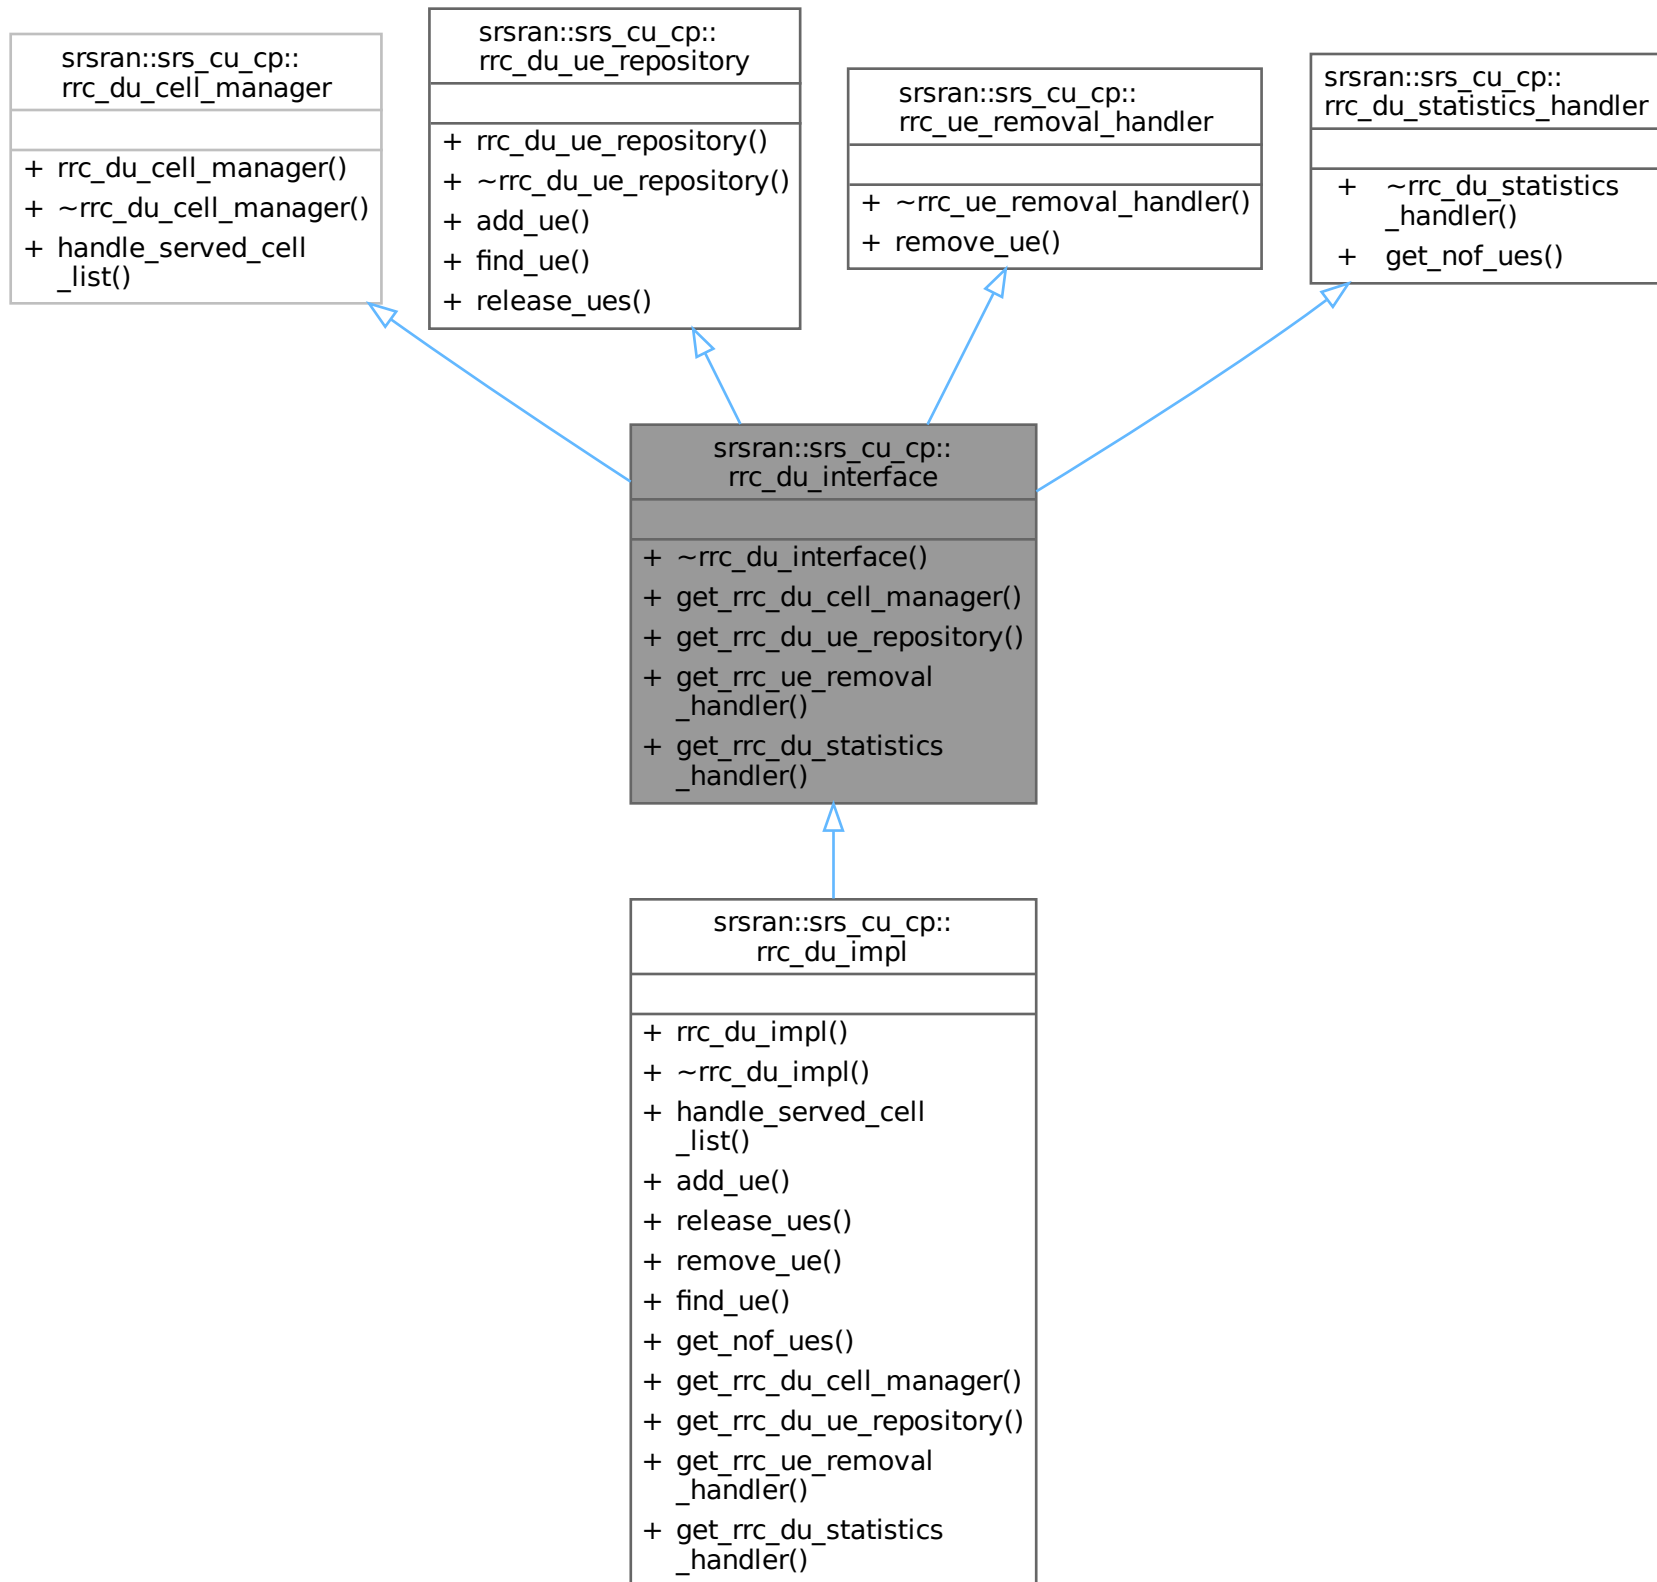 srsran::srs_cu_cp::
rrc_du_cell_manager
+ rrc_du_cell_manager()
+ ~rrc_du_cell_manager()
+ handle_served_cell
_list()
srsran::srs_cu_cp::
rrc_du_ue_repository
+ rrc_du_ue_repository()
+ ~rrc_du_ue_repository()
+ add_ue()
+ find_ue()
+ release_ues()
srsran::srs_cu_cp::
rrc_ue_removal_handler
+ ~rrc_ue_removal_handler()
+ remove_ue()
srsran::srs_cu_cp::
rrc_du_statistics_handler
+ ~rrc_du_statistics
_handler()
+ get_nof_ues()
srsran::srs_cu_cp::
rrc_du_interface
+ ~rrc_du_interface()
+ get_rrc_du_cell_manager()
+ get_rrc_du_ue_repository()
+ get_rrc_ue_removal
_handler()
+ get_rrc_du_statistics
_handler()
srsran::srs_cu_cp::
rrc_du_impl
+ rrc_du_impl()
+ ~rrc_du_impl()
+ handle_served_cell
_list()
+ add_ue()
+ release_ues()
+ remove_ue()
+ find_ue()
+ get_nof_ues()
+ get_rrc_du_cell_manager()
+ get_rrc_du_ue_repository()
+ get_rrc_ue_removal
_handler()
+ get_rrc_du_statistics
_handler()